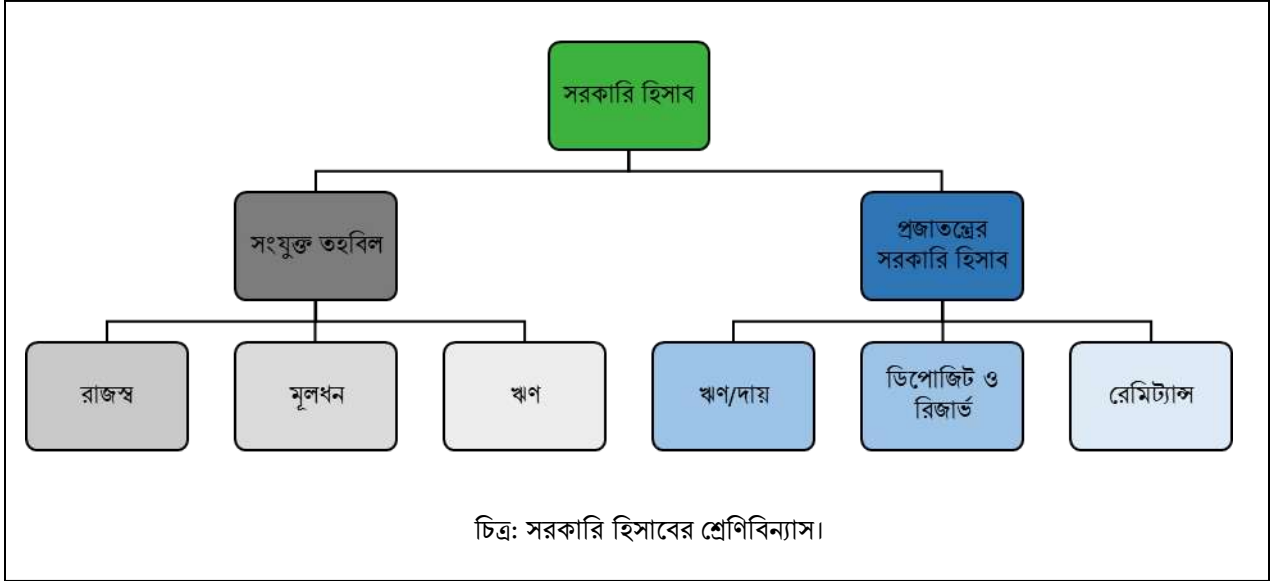 সরকারি হিসাব
সংযুক্ত তহবিল
প্রজাতন্ত্রের
সরকারি হিসাব
রাজস্ব
মূলধন
ঋণ
ঋণ/দায়
ডিপোজিট ও
রিজার্ভ
রেমিট্যান্স
চিত্র: সরকারি হিসাবের শ্রেণিবিন্যাস।